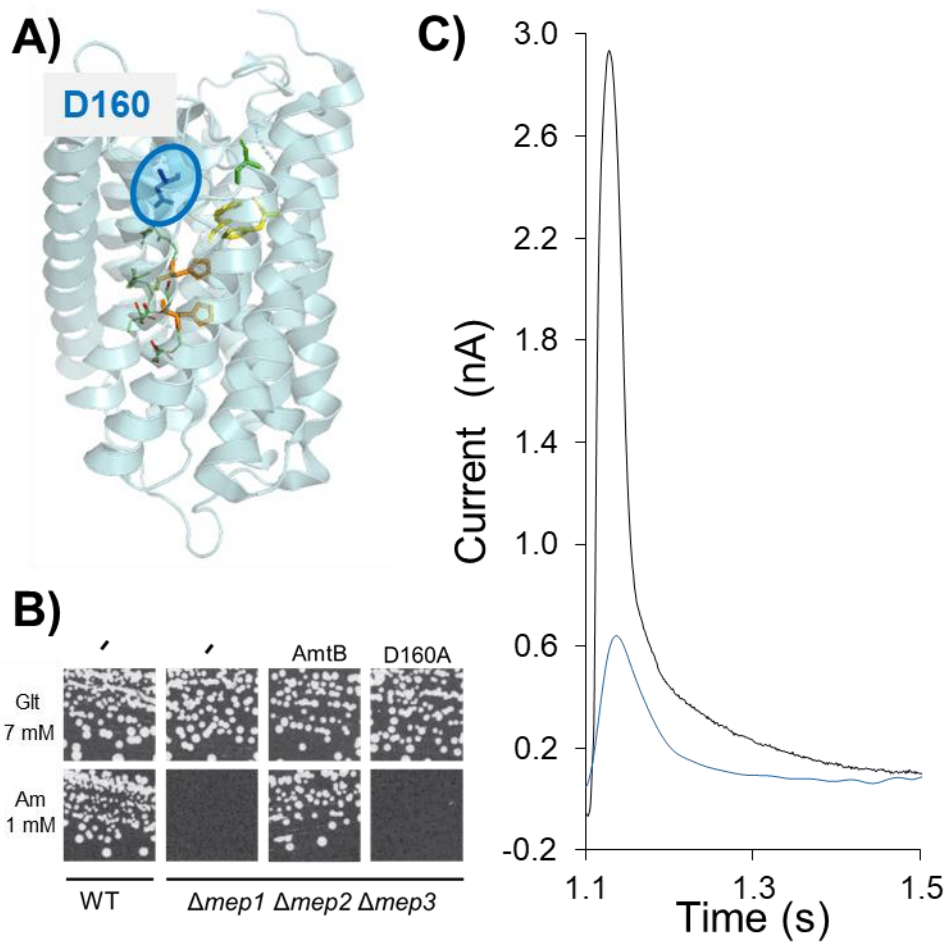 A)
D160
B)
- -
AmtB D160A
Glt
7 mM
Am
1 mM
WT
Δmep1 Δmep2 Δmep3
C)
Current (nA)
3.0
2.6
2.2
1.8
1.4
1.0
0.6
0.2
-0.2
1.1 1.3 1.5
Time (s)